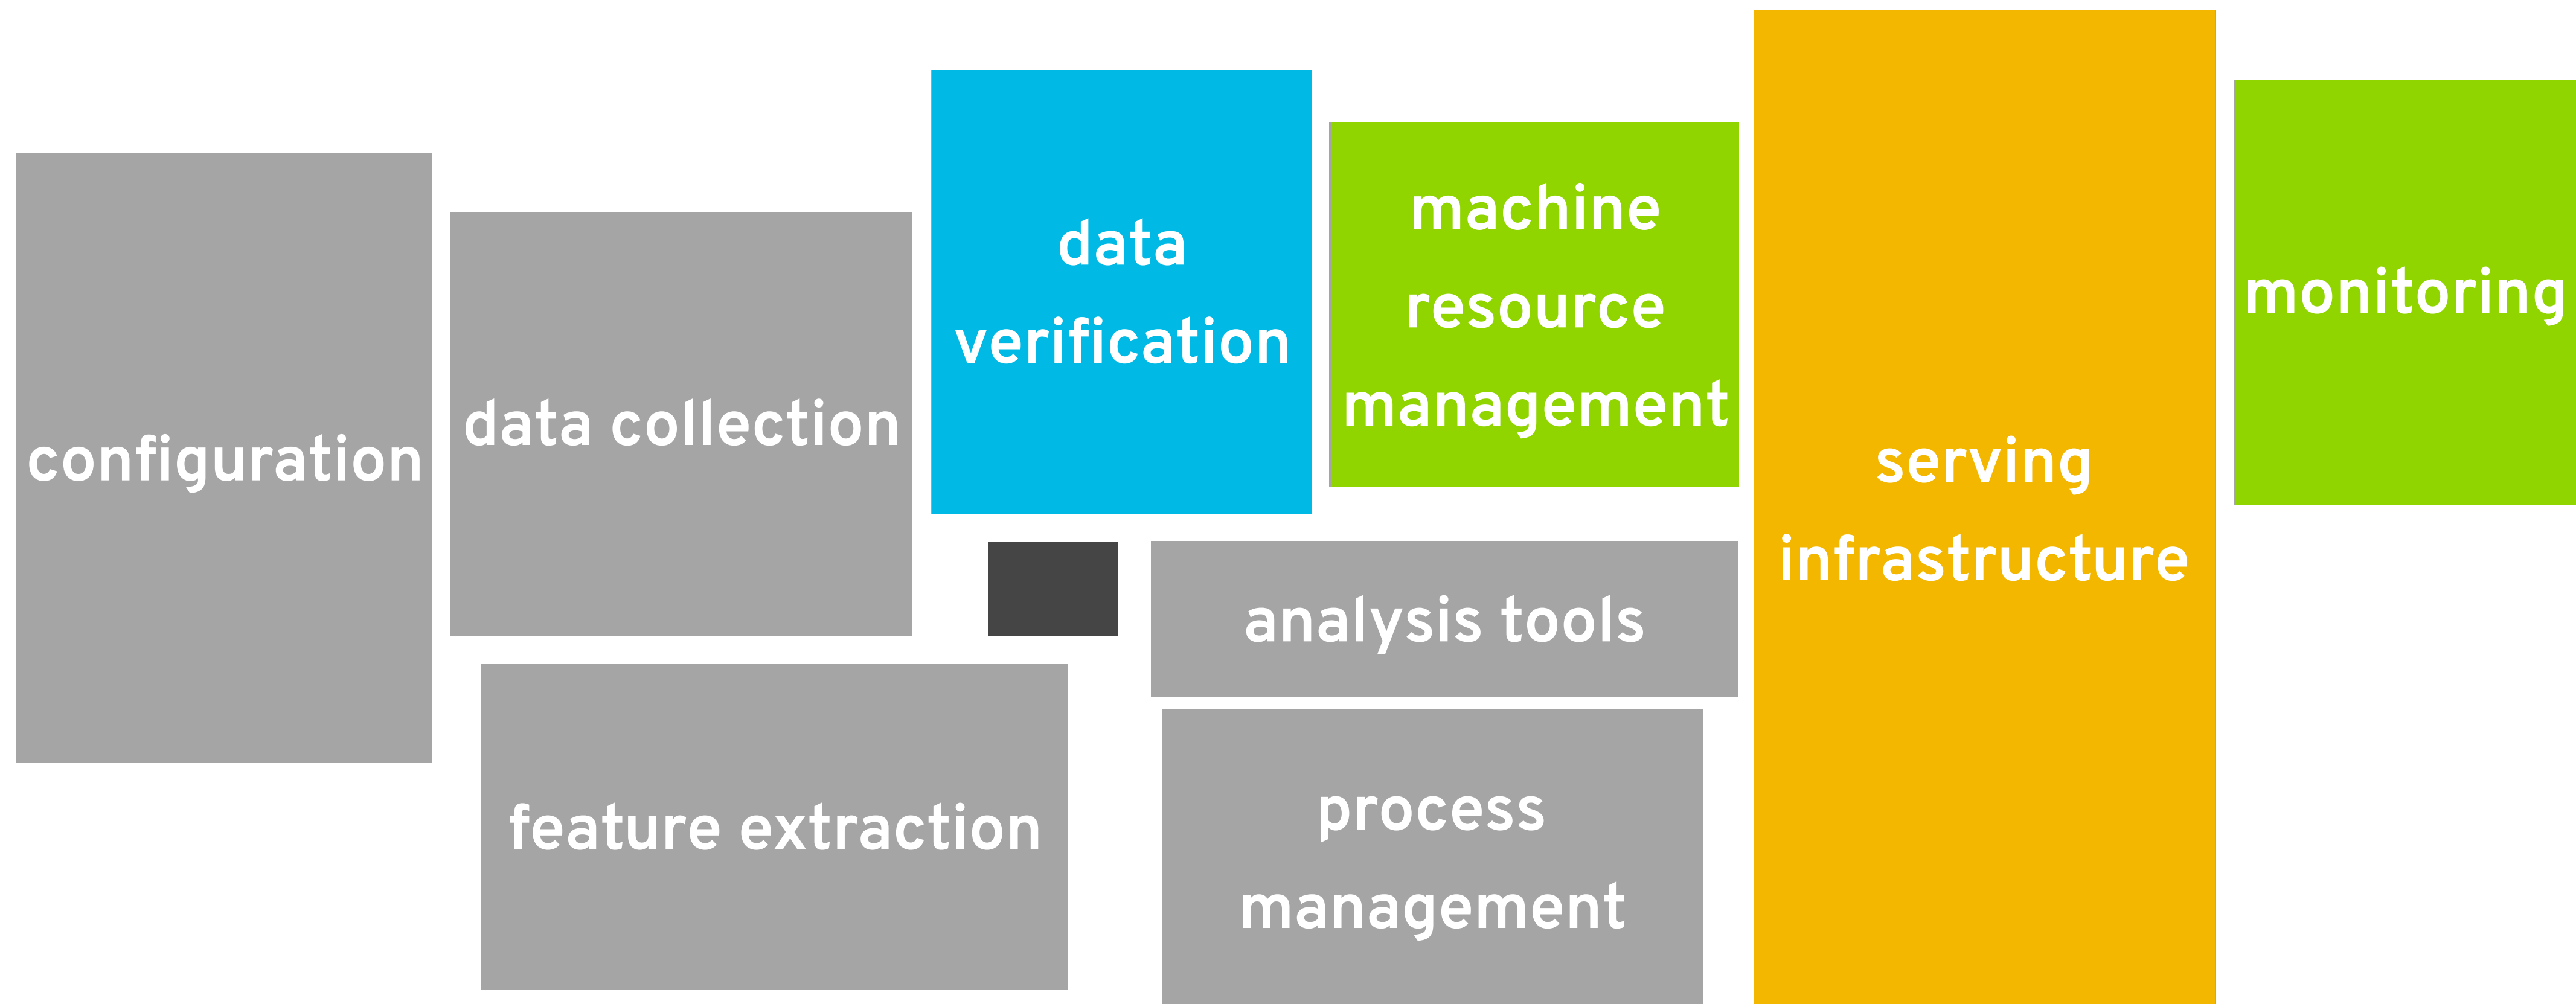 configuration
data collection
data
verification
machine
resource
management
serving
infrastructure
monitoring
analysis tools
feature extraction
process
management